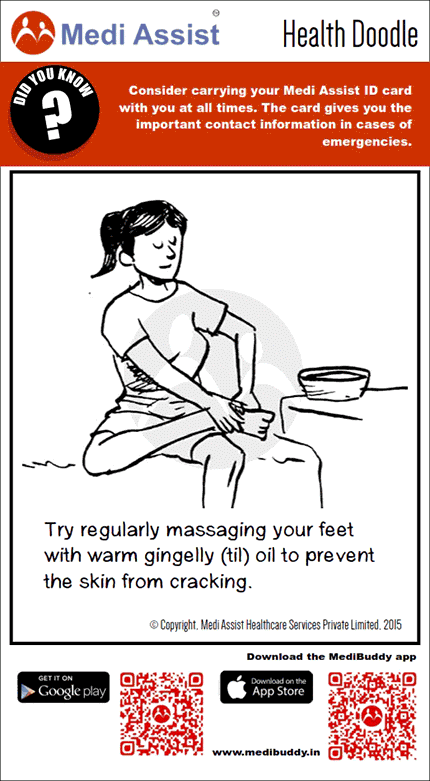 Medi Assist
®
Health Doodle
DID YOU KNOW
?
Consider carrying your Medi Assist ID card
with you at all times. The card gives you the
important contact information in cases of
emergencies.
Try regularly massaging your feet
with warm gingelly (til) oil to prevent
the skin from cracking.
© Copyright. Medi Assist Healthcare Services Private Limited. 2015
Download the MediBuddy app
GET IT ON
Google play
Download on the
App Store
www.medibuddy.in